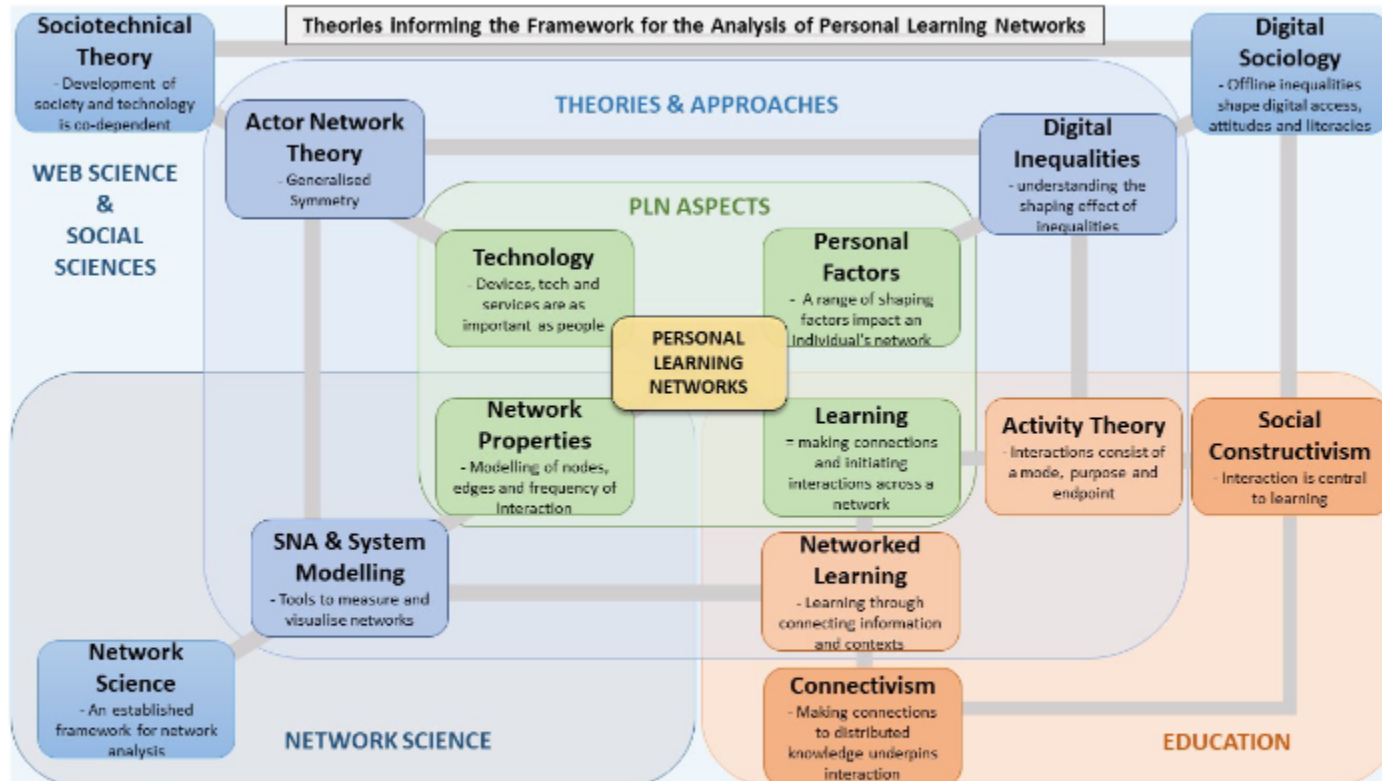 Theories Informing the Framework for the Analysis of Personal Learning Networks
Sociotechnical
Theory
- Development of
society and technology
is co-dependent
Digital
Sociology
- Offline inequalities
shape digital access,
attitudes and literacies
THEORIES & APPROACHES
Actor Network
Theory
- Generalised
Symmetry
Digital
Inequalities
- understanding the
shaping effect of
inequalities
WEB SCIENCE
&
SOCIAL
SCIENCES
PLN ASPECTS
Technology
- Devices, tech and
services are as
important as people
Personal
Factors
- A range of shaping
factors impact an
individual's network
PERSONAL
LEARNING
NETWORKS
Network
Properties
- Modelling of nodes,
edges and frequency of
interaction
Learning
= making connections
and initiating
interactions across a
network
Activity Theory
- Interactions consist of
a mode, purpose and
endpoint
Social
Constructivism
- Interaction is central
to learning
SNA & System
Modelling
- Tools to measure and
visualise networks
Networked
Learning
- Learning through
connecting information
and contexts
Network
Science
- An established
framework for network
analysis
Connectivism
- Making connections
to distributed
knowledge underpins
interaction
NETWORK SCIENCE
EDUCATION